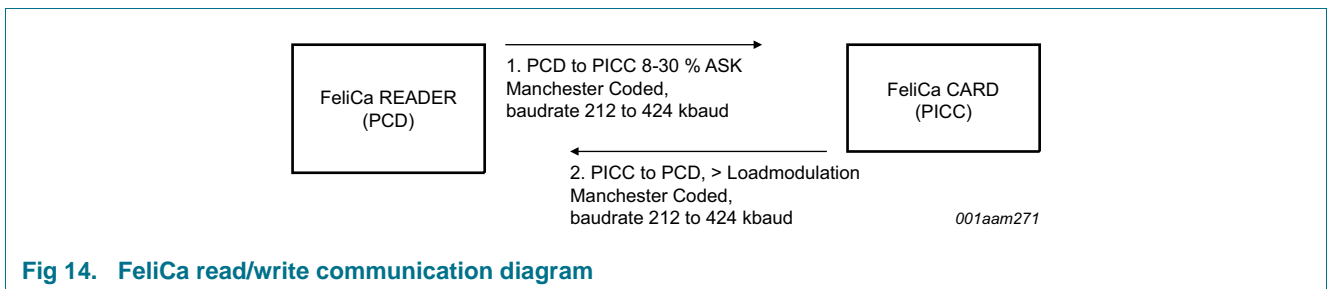 FeliCa READER
(PCD)
1. PCD to PICC 8-30 % ASK
Manchester Coded,
baudrate 212 to 424 kbaud
FeliCa CARD
(PICC)
2. PICC to PCD, > Loadmodulation
Manchester Coded,
baudrate 212 to 424 kbaud
001aam271
Fig 14. FeliCa read/write communication diagram